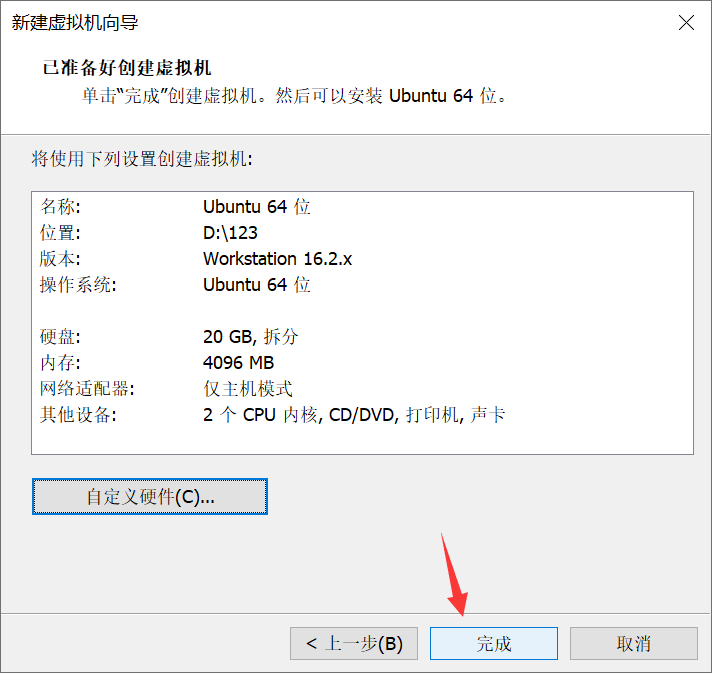 新建虚拟机向导
已准备好创建虚拟机
单击“完成”创建虚拟机。然后可以安装 Ubuntu 64 位。
将使用下列设置创建虚拟机:
名称: Ubuntu 64 位
位置: D:\123
版本: Workstation 16.2.x
操作系统: Ubuntu 64 位
硬盘: 20 GB, 拆分
内存: 4096 MB
网络适配器: 仅主机模式
其他设备: 2 个 CPU 内核, CD/DVD, 打印机, 声卡
自定义硬件(C)...
< 上一步(B) 完成 取消